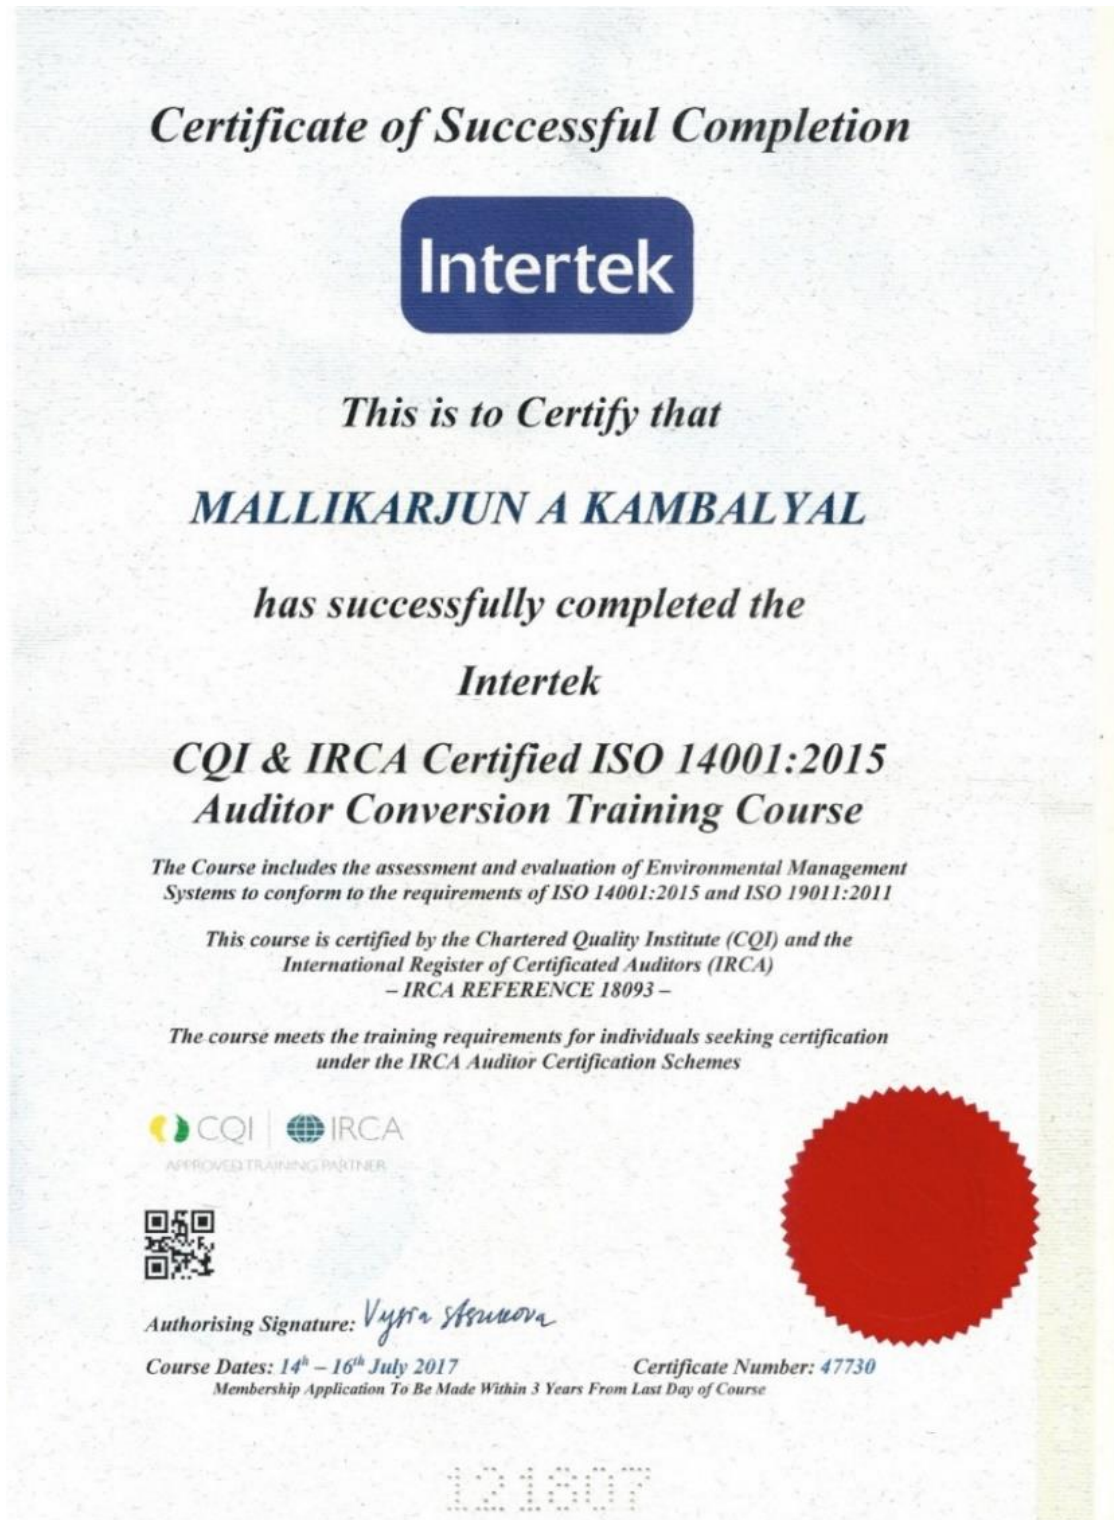 Certificate of Successful Completion
Intertek
This is to Certify that
MALLIKARJUN A KAMBALYAL
has successfully completed the
Intertek
CQI & IRCA Certified ISO 14001:2015
Auditor Conversion Training Course
The Course includes the assessment and evaluation of Environmental Management
Systems to conform to the requirements of ISO 14001:2015 and ISO 19011:2011
This course is certified by the Chartered Quality Institute (CQI) and the
International Register of Certificated Auditors (IRCA)
– IRCA REFERENCE 18093 –
The course meets the training requirements for individuals seeking certification
under the IRCA Auditor Certification Schemes
CQI IRCA
APPROVED TRAINING PARTNER
Authorising Signature:
Course Dates: 14th – 16th July 2017 Certificate Number: 47730
Membership Application To Be Made Within 3 Years From Last Day of Course
121807